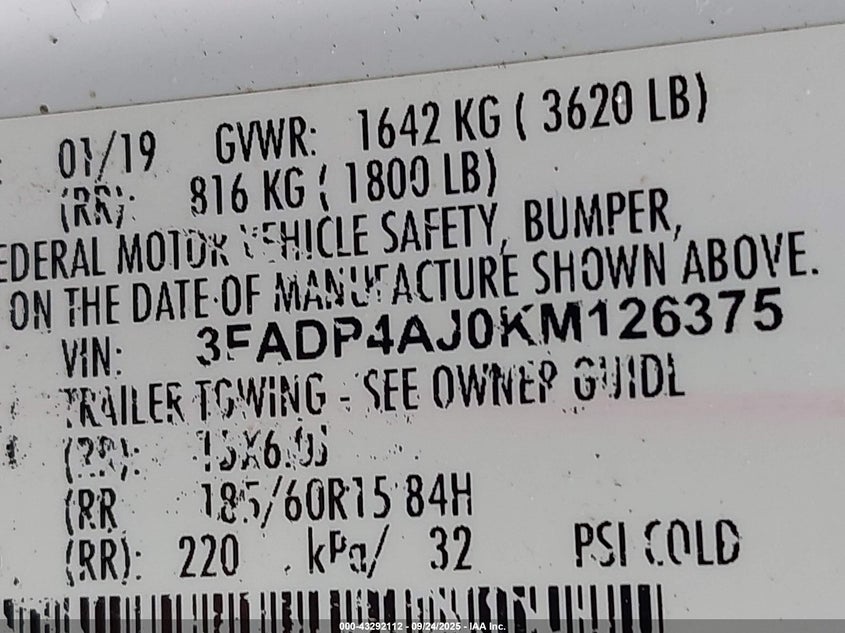 01/19 GVWR: 1642 KG ( 3620 LB)
(RR): 816 KG ( 1800 LB)
EDERAL MOTOR VEHICLE SAFETY, BUMPER,
ON THE DATE OF MANUFACTURE SHOWN ABOVE.
VIN: 3FADP4AJ0KM126375
TRAILER TOWING - SEE OWNER GUIDE
(RR): 15X6.0J
(RR 185/60R15 84H
(RR): 220 kPa/ 32 PSI COLD
000-43292112 - 09/24/2025 - IAA Inc.